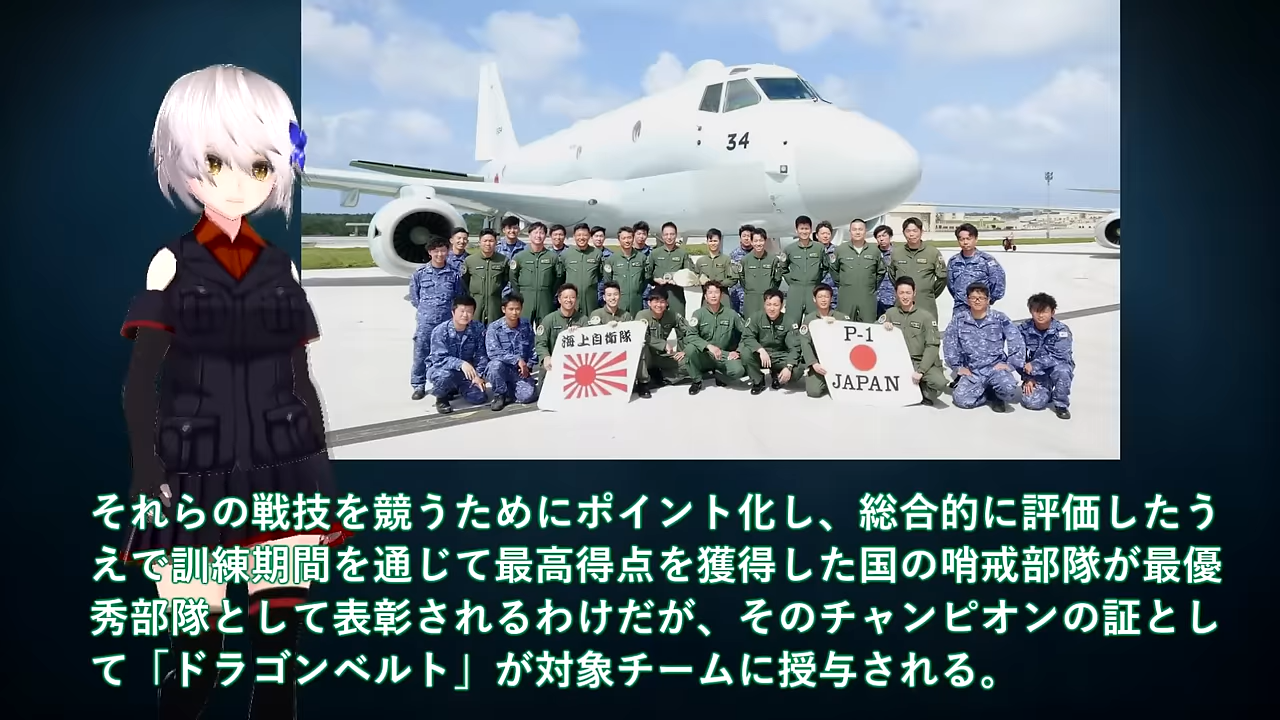 34
海上自衛隊
P-1
JAPAN
それらの戦技を競うためにポイント化し、総合的に評価したう
えで訓練期間を通じて最高得点を獲得した国の哨戒部隊が最優
秀部隊として表彰されるわけだが、そのチャンピオンの証とし
て「ドラゴンベルト」が対象チームに授与される。